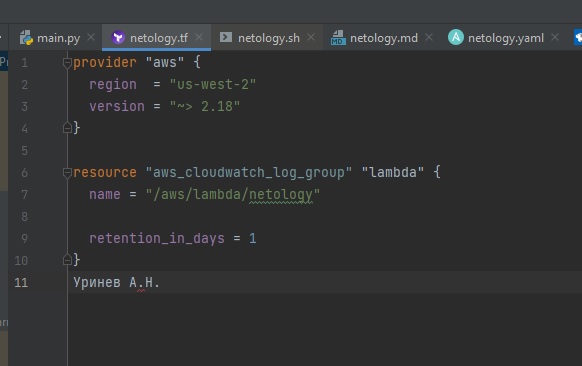 main.py netology.tf netology.sh netology.md netology.yaml
1 provider "aws" {
2 region = "us-west-2"
3 version = "~> 2.18"
4 }
5
6 resource "aws_cloudwatch_log_group" "lambda" {
7 name = "/aws/lambda/netology"
8
9 retention_in_days = 1
10 }
11 Уринев А.Н.